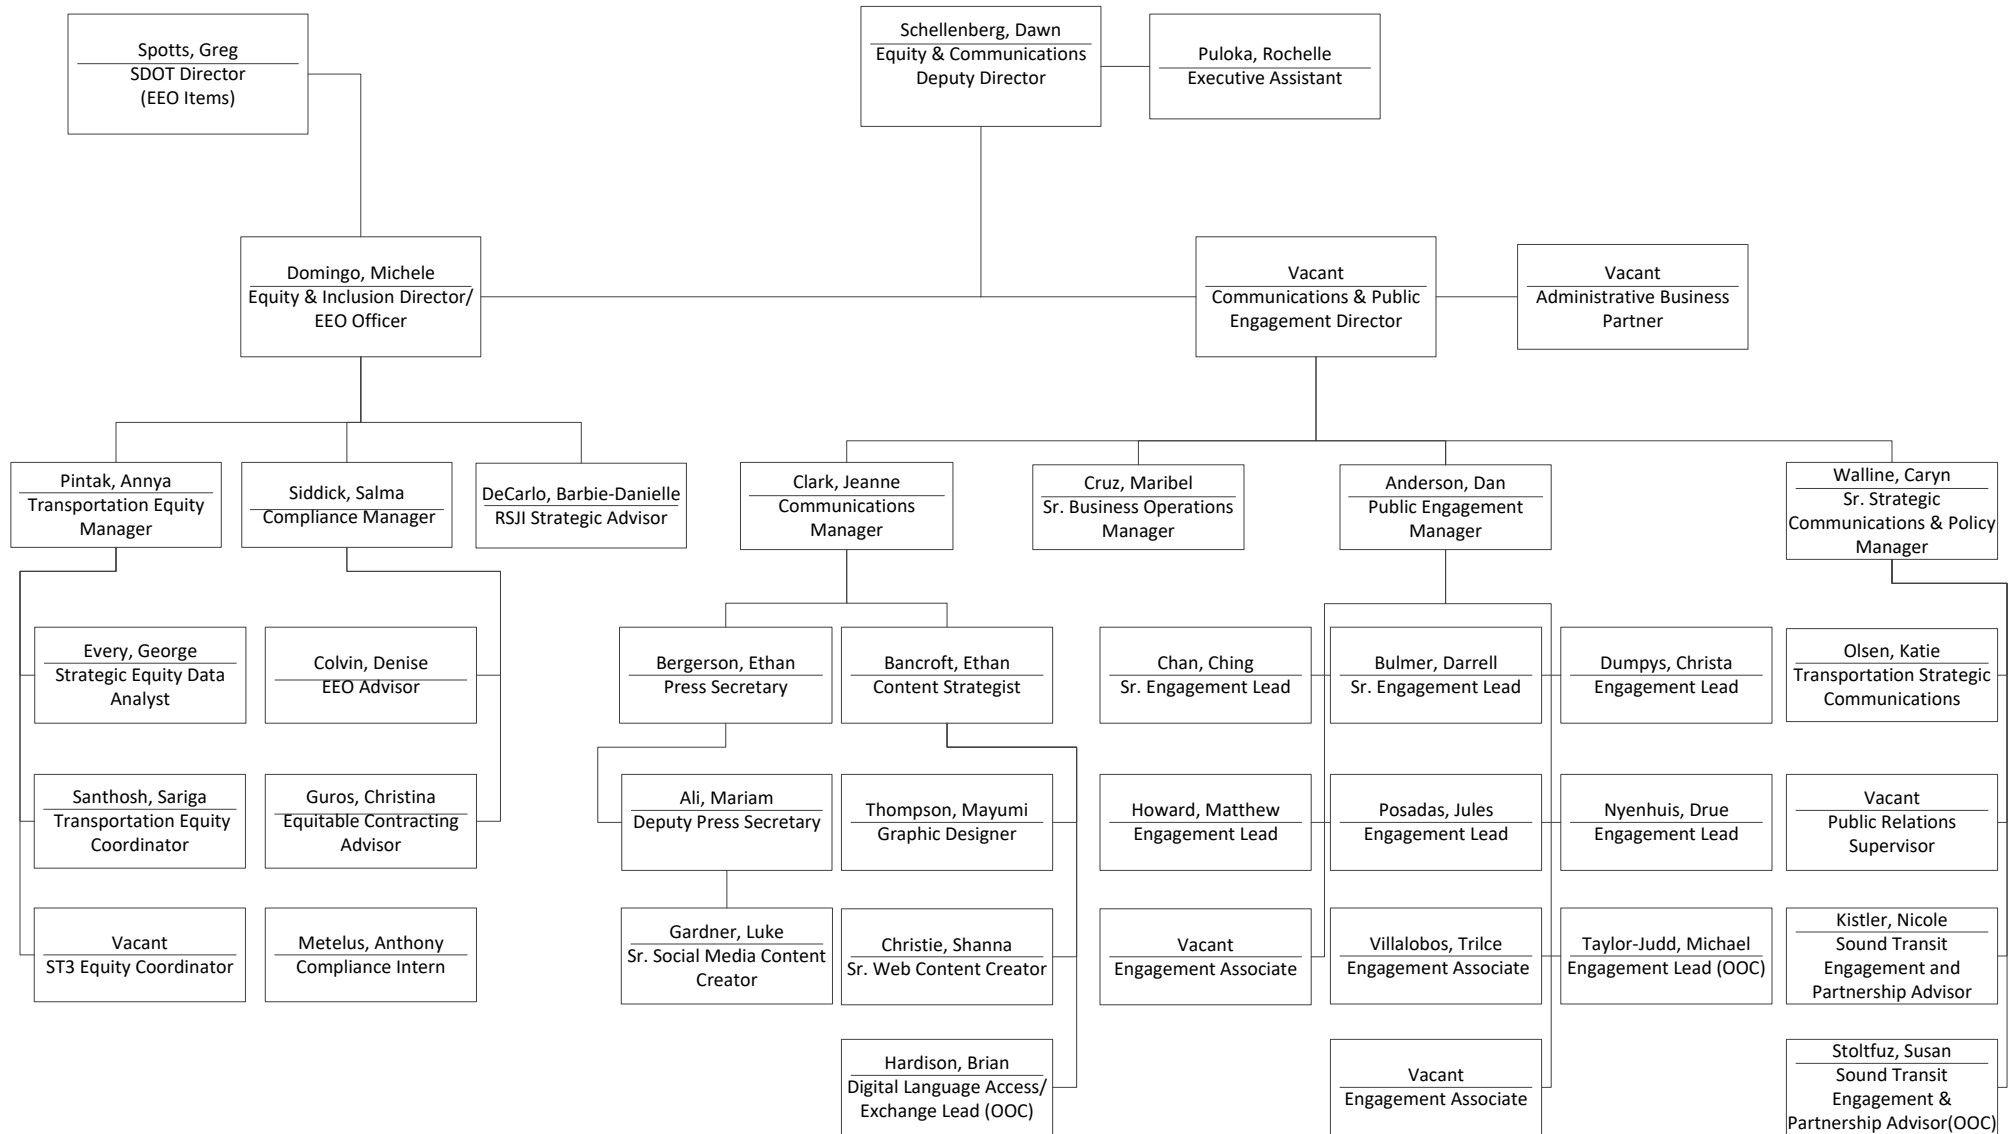 Spotts, Greg
SDOT Director
(EEO Items)
Schellenberg, Dawn
Equity & Communications
Deputy Director
Puloka, Rochelle
Executive Assistant
Domingo, Michele
Equity & Inclusion Director/
EEO Officer
Vacant
Communications & Public
Engagement Director
Vacant
Administrative Business
Partner
Pintak, Annya
Transportation Equity
Manager
Siddick, Salma
Compliance Manager
DeCarlo, Barbie-Danielle
RSJI Strategic Advisor
Clark, Jeanne
Communications
Manager
Cruz, Maribel
Sr. Business Operations
Manager
Anderson, Dan
Public Engagement
Manager
Walline, Caryn
Sr. Strategic
Communications & Policy
Manager
Every, George
Strategic Equity Data
Analyst
Colvin, Denise
EEO Advisor
Bergerson, Ethan
Press Secretary
Bancroft, Ethan
Content Strategist
Chan, Ching
Sr. Engagement Lead
Bulmer, Darrell
Sr. Engagement Lead
Dumpys, Christa
Engagement Lead
Olsen, Katie
Transportation Strategic
Communications
Santhosh, Sariga
Transportation Equity
Coordinator
Guros, Christina
Equitable Contracting
Advisor
Ali, Mariam
Deputy Press Secretary
Thompson, Mayumi
Graphic Designer
Howard, Matthew
Engagement Lead
Posadas, Jules
Engagement Lead
Nyenhuis, Drue
Engagement Lead
Vacant
Public Relations
Supervisor
Vacant
ST3 Equity Coordinator
Metelus, Anthony
Compliance Intern
Gardner, Luke
Sr. Social Media Content
Creator
Christie, Shanna
Sr. Web Content Creator
Vacant
Engagement Associate
Villalobos, Trilce
Engagement Associate
Taylor-Judd, Michael
Engagement Lead (OOC)
Kistler, Nicole
Sound Transit
Engagement and
Partnership Advisor
Hardison, Brian
Digital Language Access/
Exchange Lead (OOC)
Vacant
Engagement Associate
Stoltfuz, Susan
Sound Transit
Engagement &
Partnership Advisor(OOC)